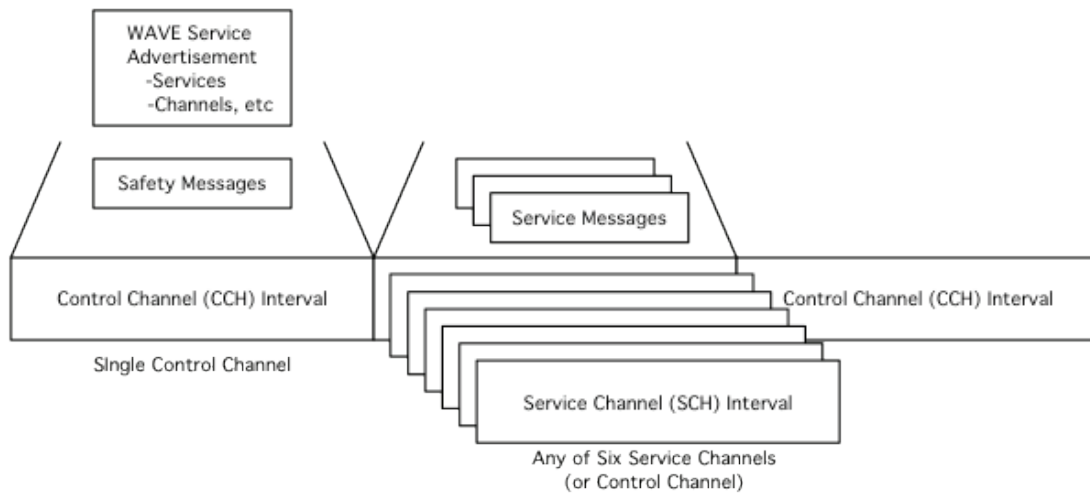 WAVE Service
Advertisement
-Services
-Channels, etc
Safety Messages
Service Messages
Control Channel (CCH) Interval
Control Channel (CCH) Interval
SIngle Control Channel
Service Channel (SCH) Interval
Any of Six Service Channels
(or Control Channel)